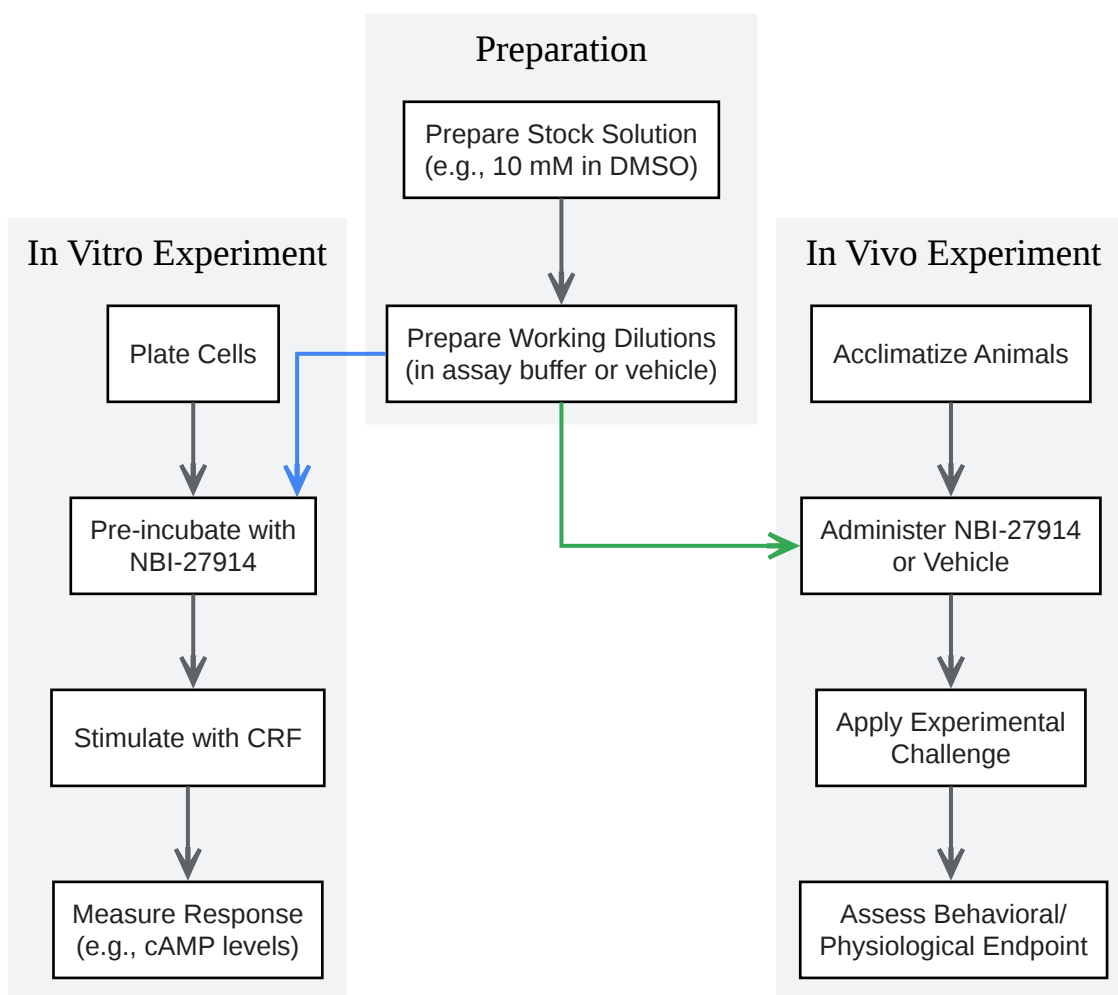 Preparation
Prepare Stock Solution
(e.g., 10 mM in DMSO)
Prepare Working Dilutions
(in assay buffer or vehicle)
In Vitro Experiment
Plate Cells
Pre-incubate with
NBI-27914
Stimulate with CRF
Measure Response
(e.g., cAMP levels)
In Vivo Experiment
Acclimatize Animals
Administer NBI-27914
or Vehicle
Apply Experimental
Challenge
Assess Behavioral/
Physiological Endpoint